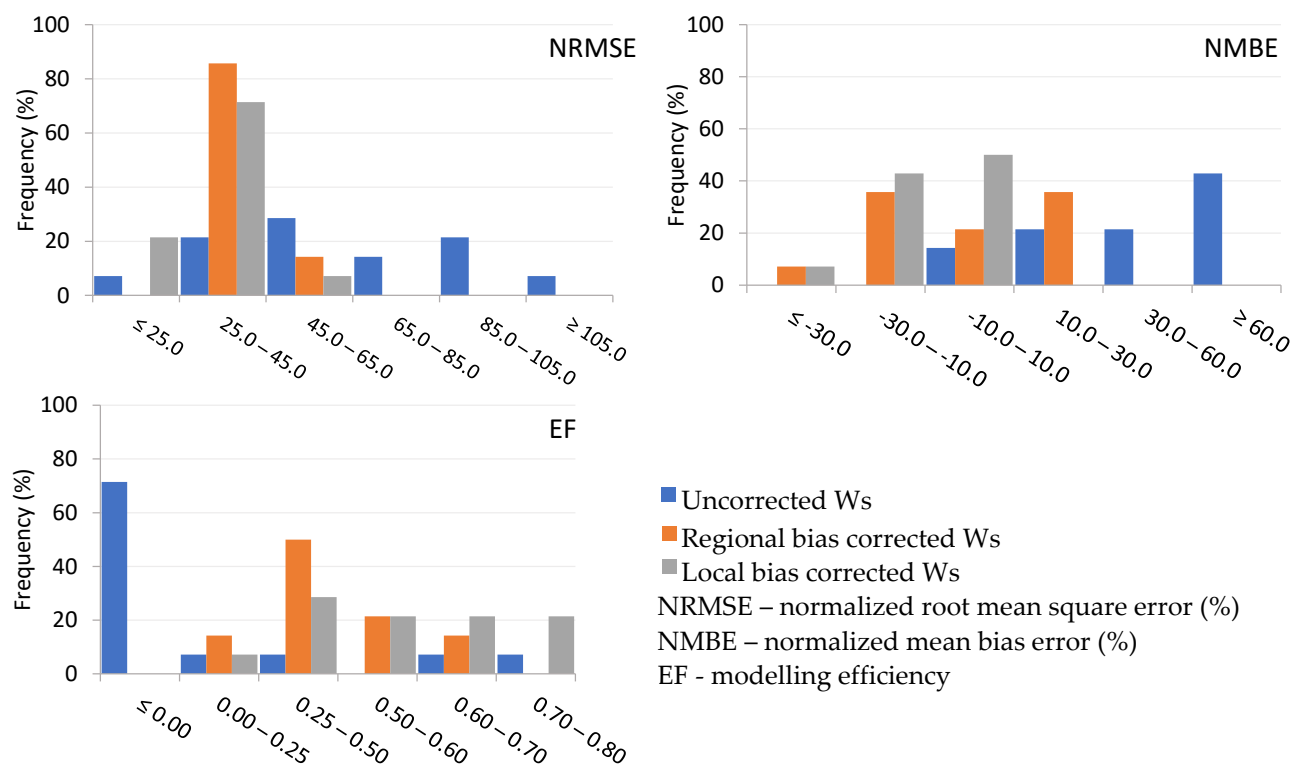 NRMSE
Frequency (%)
100
80
60
40
20
0
≤ 25.0
25.0 – 45.0
45.0 – 65.0
65.0 – 85.0
85.0 – 105.0
≥ 105.0
NMBE
Frequency (%)
100
80
60
40
20
0
≤ -30.0
-30.0 – -10.0
-10.0 – 10.0
10.0 – 30.0
30.0 – 60.0
≥ 60.0
EF
Frequency (%)
100
80
60
40
20
0
≤ 0.00
0.00 – 0.25
0.25 – 0.50
0.50 – 0.60
0.60 – 0.70
0.70 – 0.80
Uncorrected Ws
Regional bias corrected Ws
Local bias corrected Ws
NRMSE – normalized root mean square error (%)
NMBE – normalized mean bias error (%)
EF - modelling efficiency